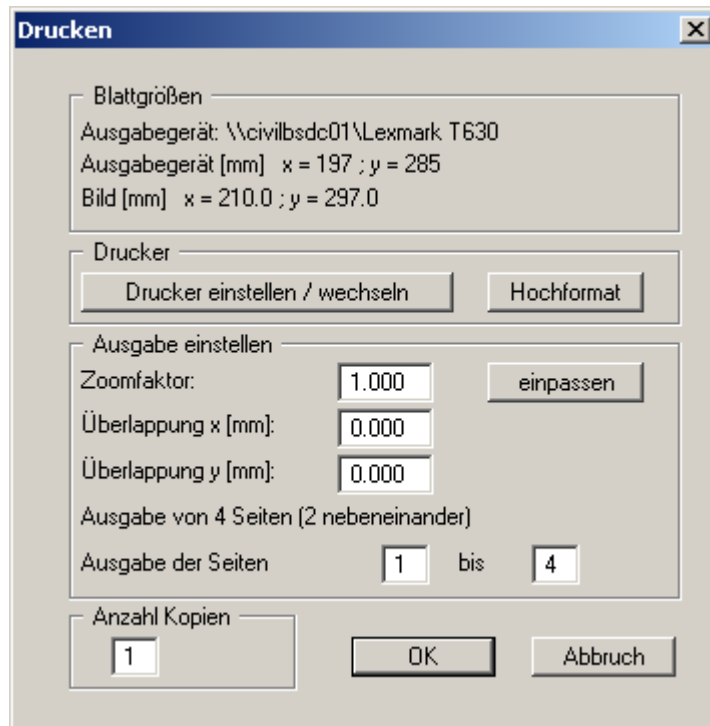 Drucken
Blattgrößen
Ausgabegerät: \\civilbsdc01\Lexmark T630
Ausgabegerät [mm] x = 197 ; y = 285
Bild [mm] x = 210.0 ; y = 297.0
Drucker
Drucker einstellen / wechseln Hochformat
Ausgabe einstellen
Zoomfaktor: 1.000 einpassen
Überlappung x [mm]: 0.000
Überlappung y [mm]: 0.000
Ausgabe von 4 Seiten (2 nebeneinander)
Ausgabe der Seiten 1 bis 4
Anzahl Kopien
1 OK Abbruch